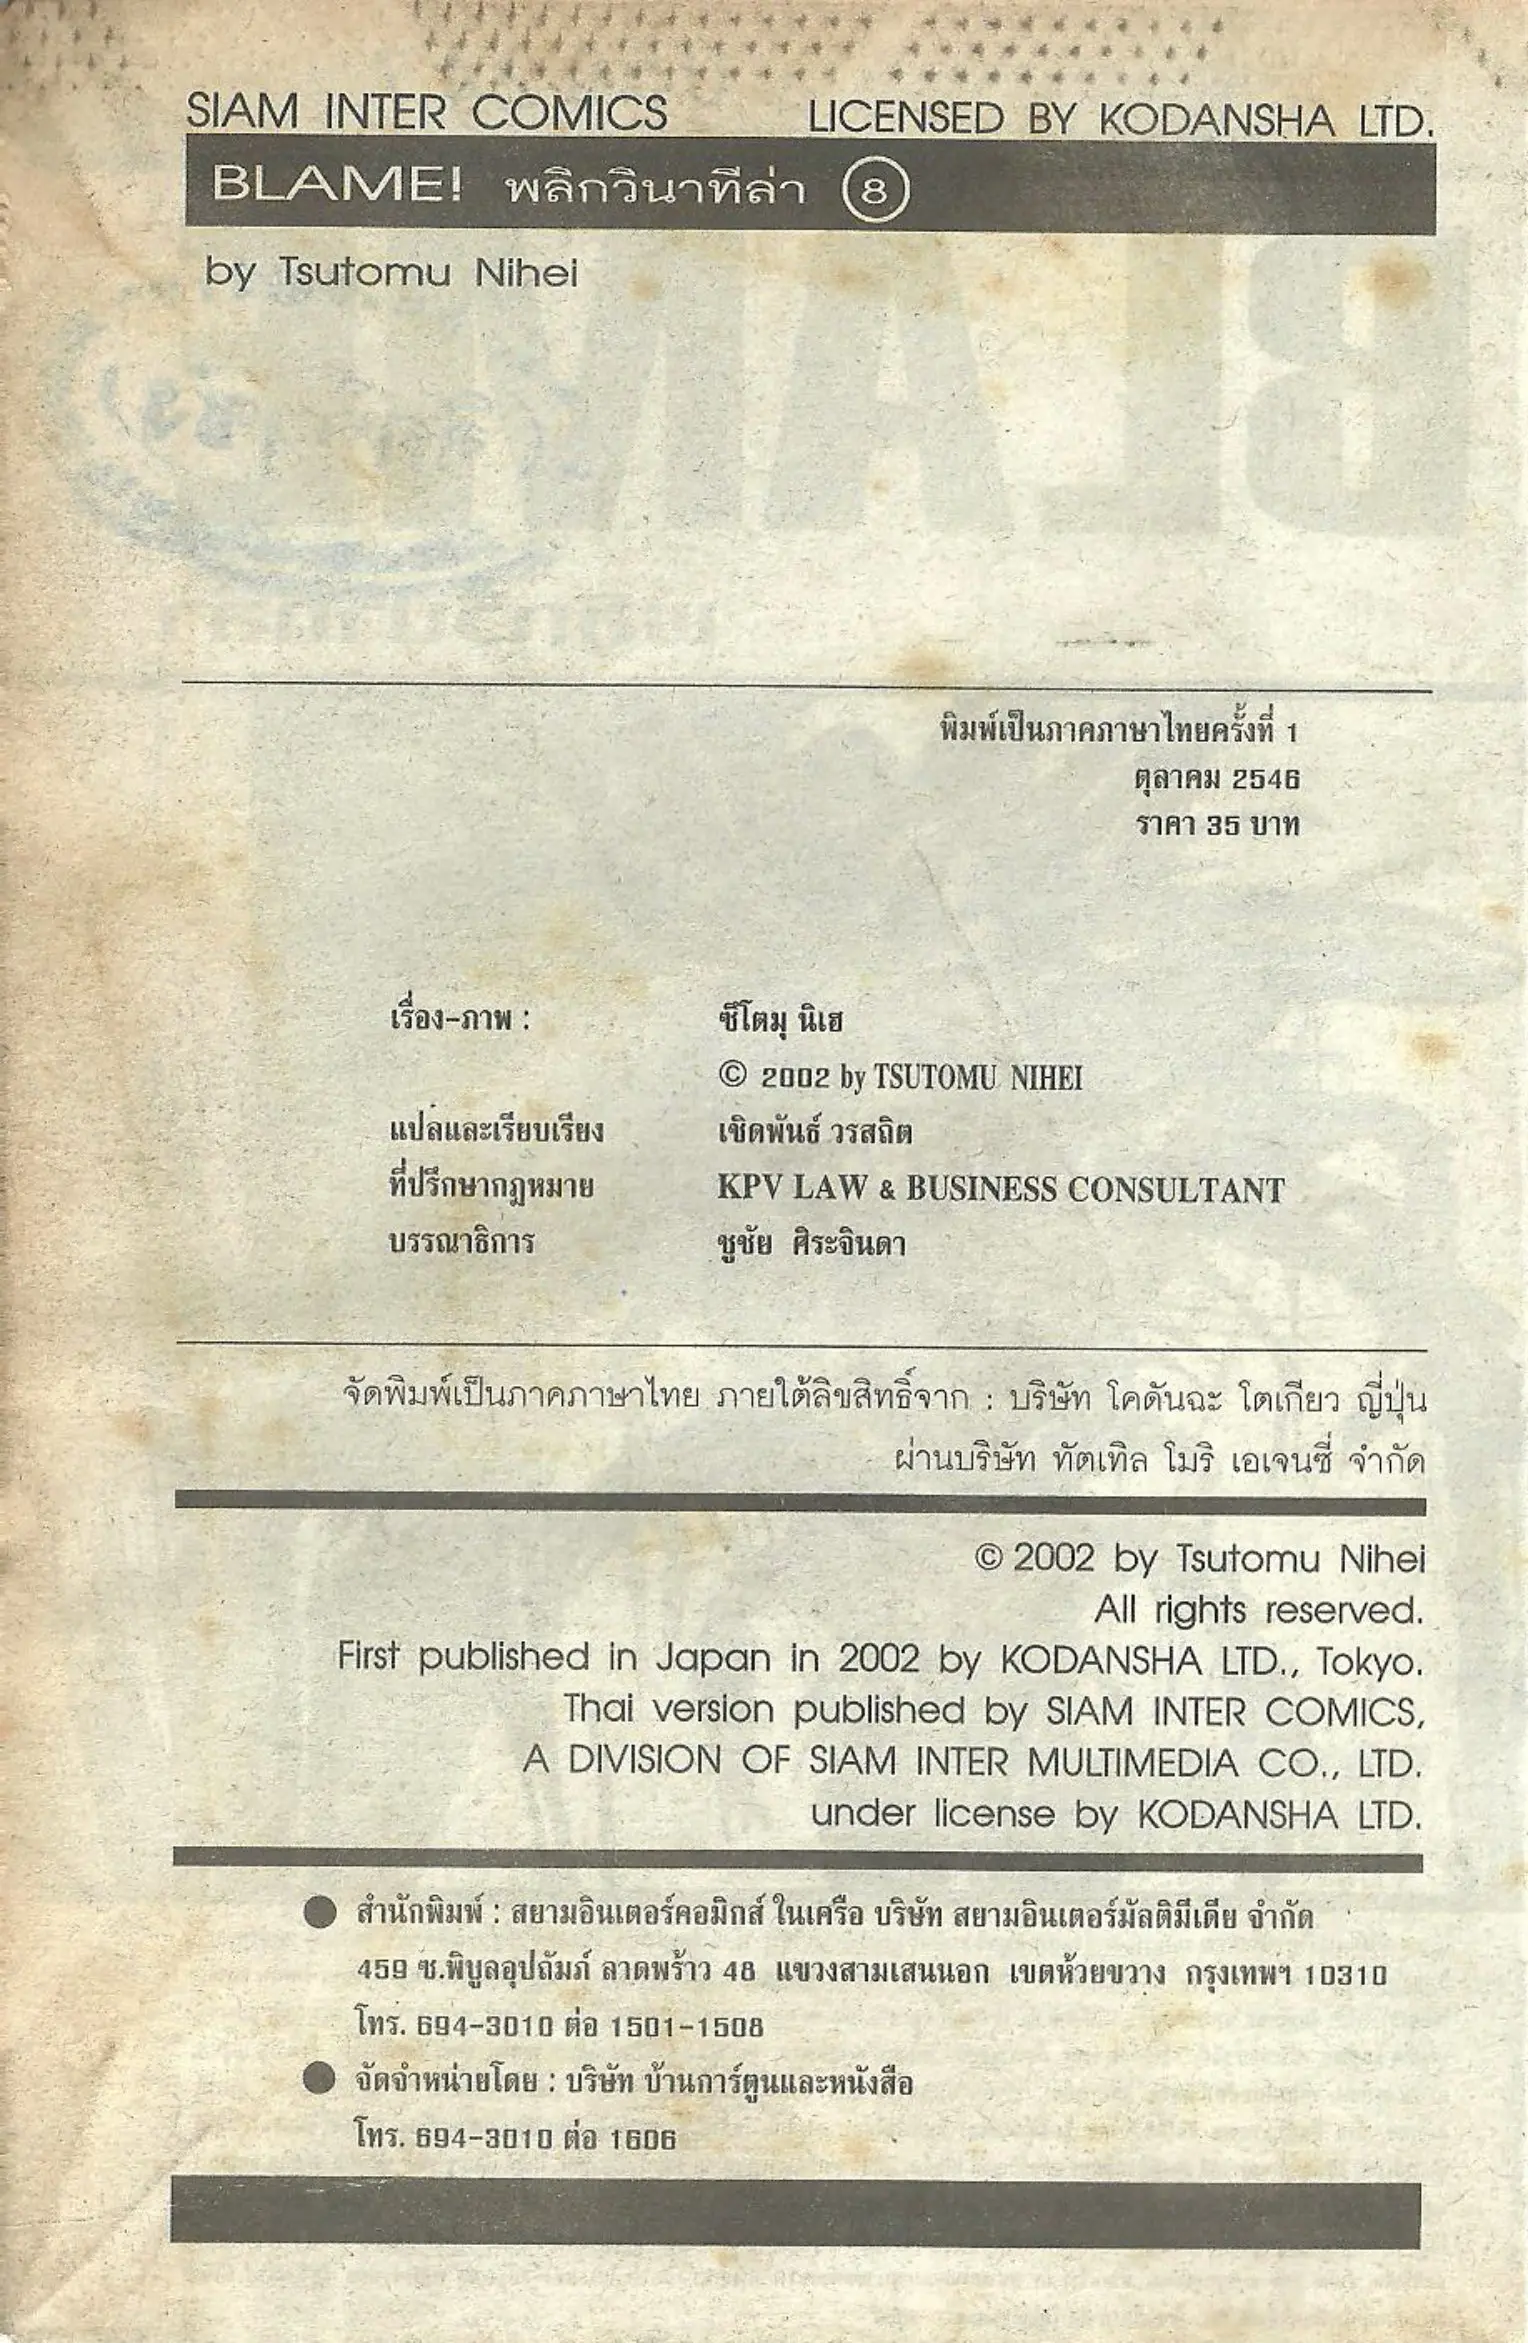 SIAM INTER COMICS LICENSED BY KODANSHA LTD.
BLAME! พลิกวินาทีล่า 8
by Tsutomu Nihei
พิมพ์เป็นภาคภาษาไทยครั้งที่ 1
ตุลาคม 2546
ราคา 35 บาท
เรื่อง-ภาพ : ซึโตมุ นิเฮ
© 2002 by TSUTOMU NIHEI
แปลและเรียบเรียง เชิดพันธ์ วรสถิต
ที่ปรึกษากฎหมาย KPV LAW & BUSINESS CONSULTANT
บรรณาธิการ ชูชัย ศิระจินดา
จัดพิมพ์เป็นภาคภาษาไทย ภายใต้ลิขสิทธิ์จาก : บริษัท โคดันฉะ โตเกียว ญี่ปุ่น
ผ่านบริษัท ทัตเทิล โมริ เอเจนซี่ จำกัด
© 2002 by Tsutomu Nihei
All rights reserved.
First published in Japan in 2002 by KODANSHA LTD., Tokyo.
Thai version published by SIAM INTER COMICS,
A DIVISION OF SIAM INTER MULTIMEDIA CO., LTD.
under license by KODANSHA LTD.
● สำนักพิมพ์ : สยามอินเตอร์คอมิกส์ ในเครือ บริษัท สยามอินเตอร์มัลติมีเดีย จำกัด
459 ซ.พิบูลอุปถัมภ์ ลาดพร้าว 48 แขวงสามเสนนอก เขตห้วยขวาง กรุงเทพฯ 10310
โทร. 694-3010 ต่อ 1501-1508
● จัดจำหน่ายโดย : บริษัท บ้านการ์ตูนและหนังสือ
โทร. 694-3010 ต่อ 1606